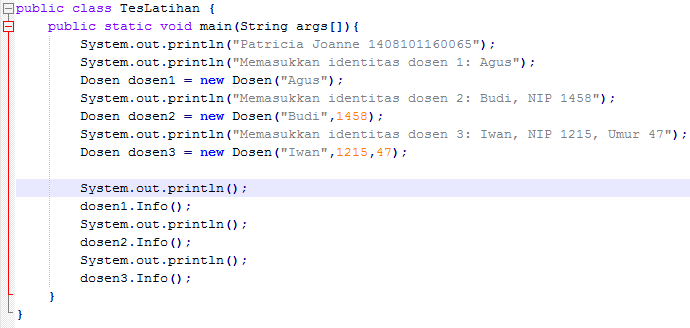 public class TesLatihan {
public static void main(String args[]){
System.out.println("Patricia Joanne 1408101160065");
System.out.println("Memasukkan identitas dosen 1: Agus");
Dosen dosen1 = new Dosen("Agus");
System.out.println("Memasukkan identitas dosen 2: Budi, NIP 1458");
Dosen dosen2 = new Dosen("Budi",1458);
System.out.println("Memasukkan identitas dosen 3: Iwan, NIP 1215, Umur 47");
Dosen dosen3 = new Dosen("Iwan",1215,47);
System.out.println();
dosen1.Info();
System.out.println();
dosen2.Info();
System.out.println();
dosen3.Info();
}
}